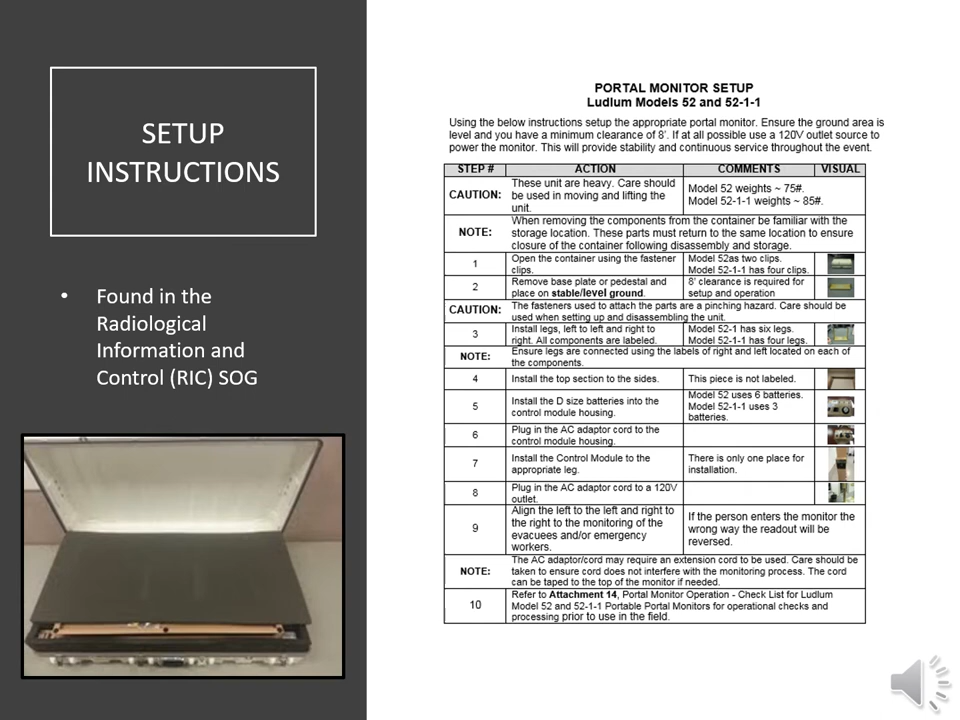 SETUP
INSTRUCTIONS
• Found in the
Radiological
Information and
Control (RIC) SOG
PORTAL MONITOR SETUP
Ludlum Models 52 and 52-1-1
Using the below instructions setup the appropriate portal monitor. Ensure the ground area is
level and you have a minimum clearance of 8'. If at all possible use a 120V outlet source to
power the monitor. This will provide stability and continuous service throughout the event.
STEP # ACTION COMMENTS VISUAL
CAUTION:
These unit are heavy. Care should
be used in moving and lifting the
unit.
Model 52 weights ~ 75#.
Model 52-1-1 weights ~ 85#.
NOTE:
When removing the components from the container be familiar with the
storage location. These parts must return to the same location to ensure
closure of the container following disassembly and storage.
1
Open the container using the fastener
clips.
Model 52as two clips.
Model 52-1-1 has four clips.
2
Remove base plate or pedestal and
place on stable/level ground.
8' clearance is required for
setup and operation
CAUTION:
The fasteners used to attach the parts are a pinching hazard. Care should be
used when setting up and disassembling the unit.
3
Install legs, left to left and right to
right. All components are labeled.
Model 52-1 has six legs.
Model 52-1-1 has four legs.
NOTE:
Ensure legs are connected using the labels of right and left located on each of
the components.
4
Install the top section to the sides.
This piece is not labeled.
5
Install the D size batteries into the
control module housing.
Model 52 uses 6 batteries.
Model 52-1-1 uses 3
batteries.
6
Plug in the AC adaptor cord to the
control module housing.
7
Install the Control Module to the
appropriate leg.
There is only one place for
installation.
8
Plug in the AC adaptor cord to a 120V
outlet.
9
Align the left to the left and right to
the right to the monitoring of the
evacuees and/or emergency
workers.
If the person enters the monitor the
wrong way the readout will be
reversed.
NOTE:
The AC adaptor/cord may require an extension cord to be used. Care should be
taken to ensure cord does not interfere with the monitoring process. The cord
can be taped to the top of the monitor if needed.
10
Refer to Attachment 14, Portal Monitor Operation - Check List for Ludlum
Model 52 and 52-1-1 Portable Portal Monitors for operational checks and
processing prior to use in the field.